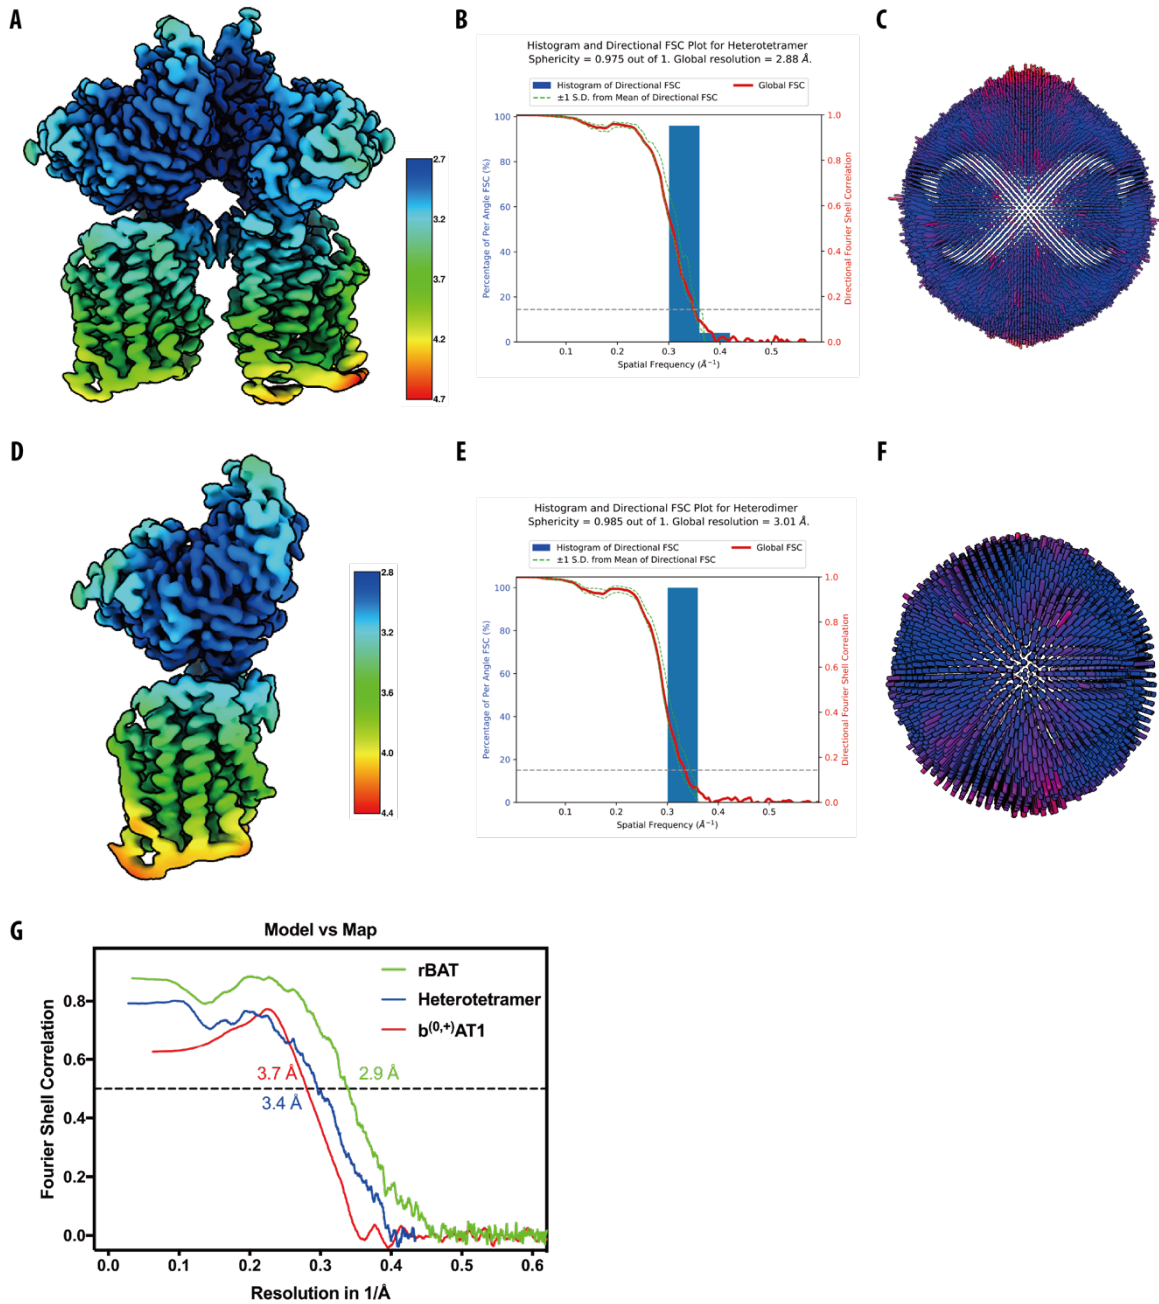 A
B
C
Histogram and Directional FSC Plot for Heterotetramer
Sphericity = 0.975 out of 1. Global resolution = 2.88 Å.
Histogram of Directional FSC
Global FSC
±1 S.D. from Mean of Directional FSC
2.7
3.2
3.7
4.2
4.7
Percentage of Per Angle FSC (%)
100
80
60
40
20
0
0.1
0.2
0.3
0.4
0.5
Spatial Frequency (Å⁻¹)
1.0
0.8
0.6
0.4
0.2
0.0
Directional Fourier Shell Correlation
D
E
F
Histogram and Directional FSC Plot for Heterodimer
Sphericity = 0.985 out of 1. Global resolution = 3.01 Å.
Histogram of Directional FSC
Global FSC
±1 S.D. from Mean of Directional FSC
2.8
3.2
3.6
4.0
4.4
Percentage of Per Angle FSC (%)
100
80
60
40
20
0
0.1
0.2
0.3
0.4
0.5
Spatial Frequency (Å⁻¹)
1.0
0.8
0.6
0.4
0.2
0.0
Directional Fourier Shell Correlation
G
Model vs Map
rBAT
Heterotetramer
b⁽⁰,⁺⁾AT1
3.7 Å
2.9 Å
3.4 Å
Fourier Shell Correlation
0.8
0.6
0.4
0.2
0.0
0.0
0.1
0.2
0.3
0.4
0.5
0.6
Resolution in 1/Å